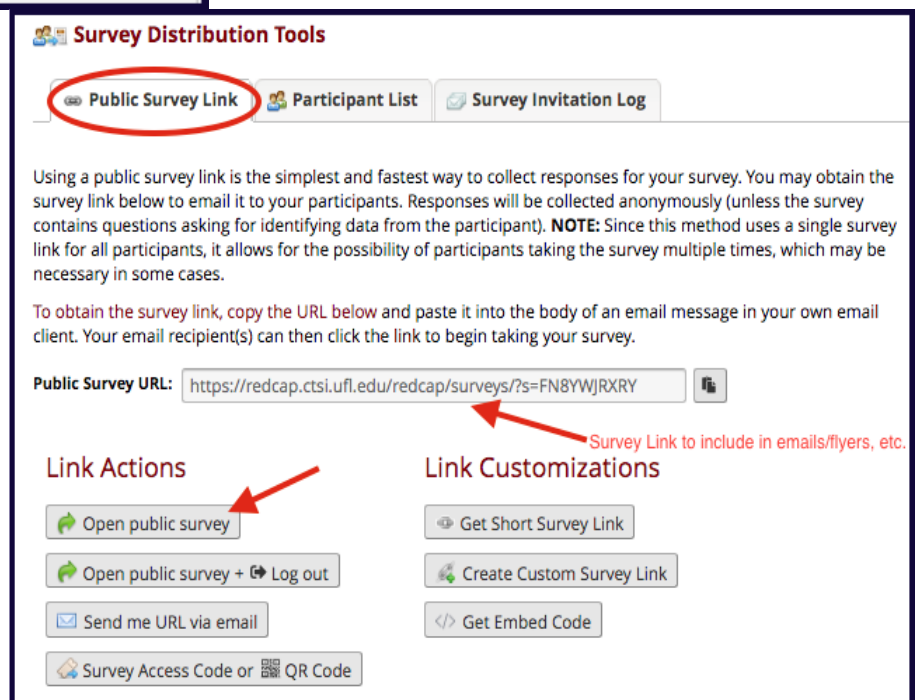 Survey Distribution Tools
Public Survey Link
Participant List
Survey Invitation Log
Using a public survey link is the simplest and fastest way to collect responses for your survey. You may obtain the
survey link below to email it to your participants. Responses will be collected anonymously (unless the survey
contains questions asking for identifying data from the participant). NOTE: Since this method uses a single survey
link for all participants, it allows for the possibility of participants taking the survey multiple times, which may be
necessary in some cases.
To obtain the survey link, copy the URL below and paste it into the body of an email message in your own email
client. Your email recipient(s) can then click the link to begin taking your survey.
Public Survey URL: https://redcap.ctsi.ufl.edu/redcap/surveys/?s=FN8YWJRXRY
Survey Link to include in emails/flyers, etc.
Link Actions
Open public survey
Open public survey + Log out
Send me URL via email
Survey Access Code or QR Code
Link Customizations
Get Short Survey Link
Create Custom Survey Link
</> Get Embed Code